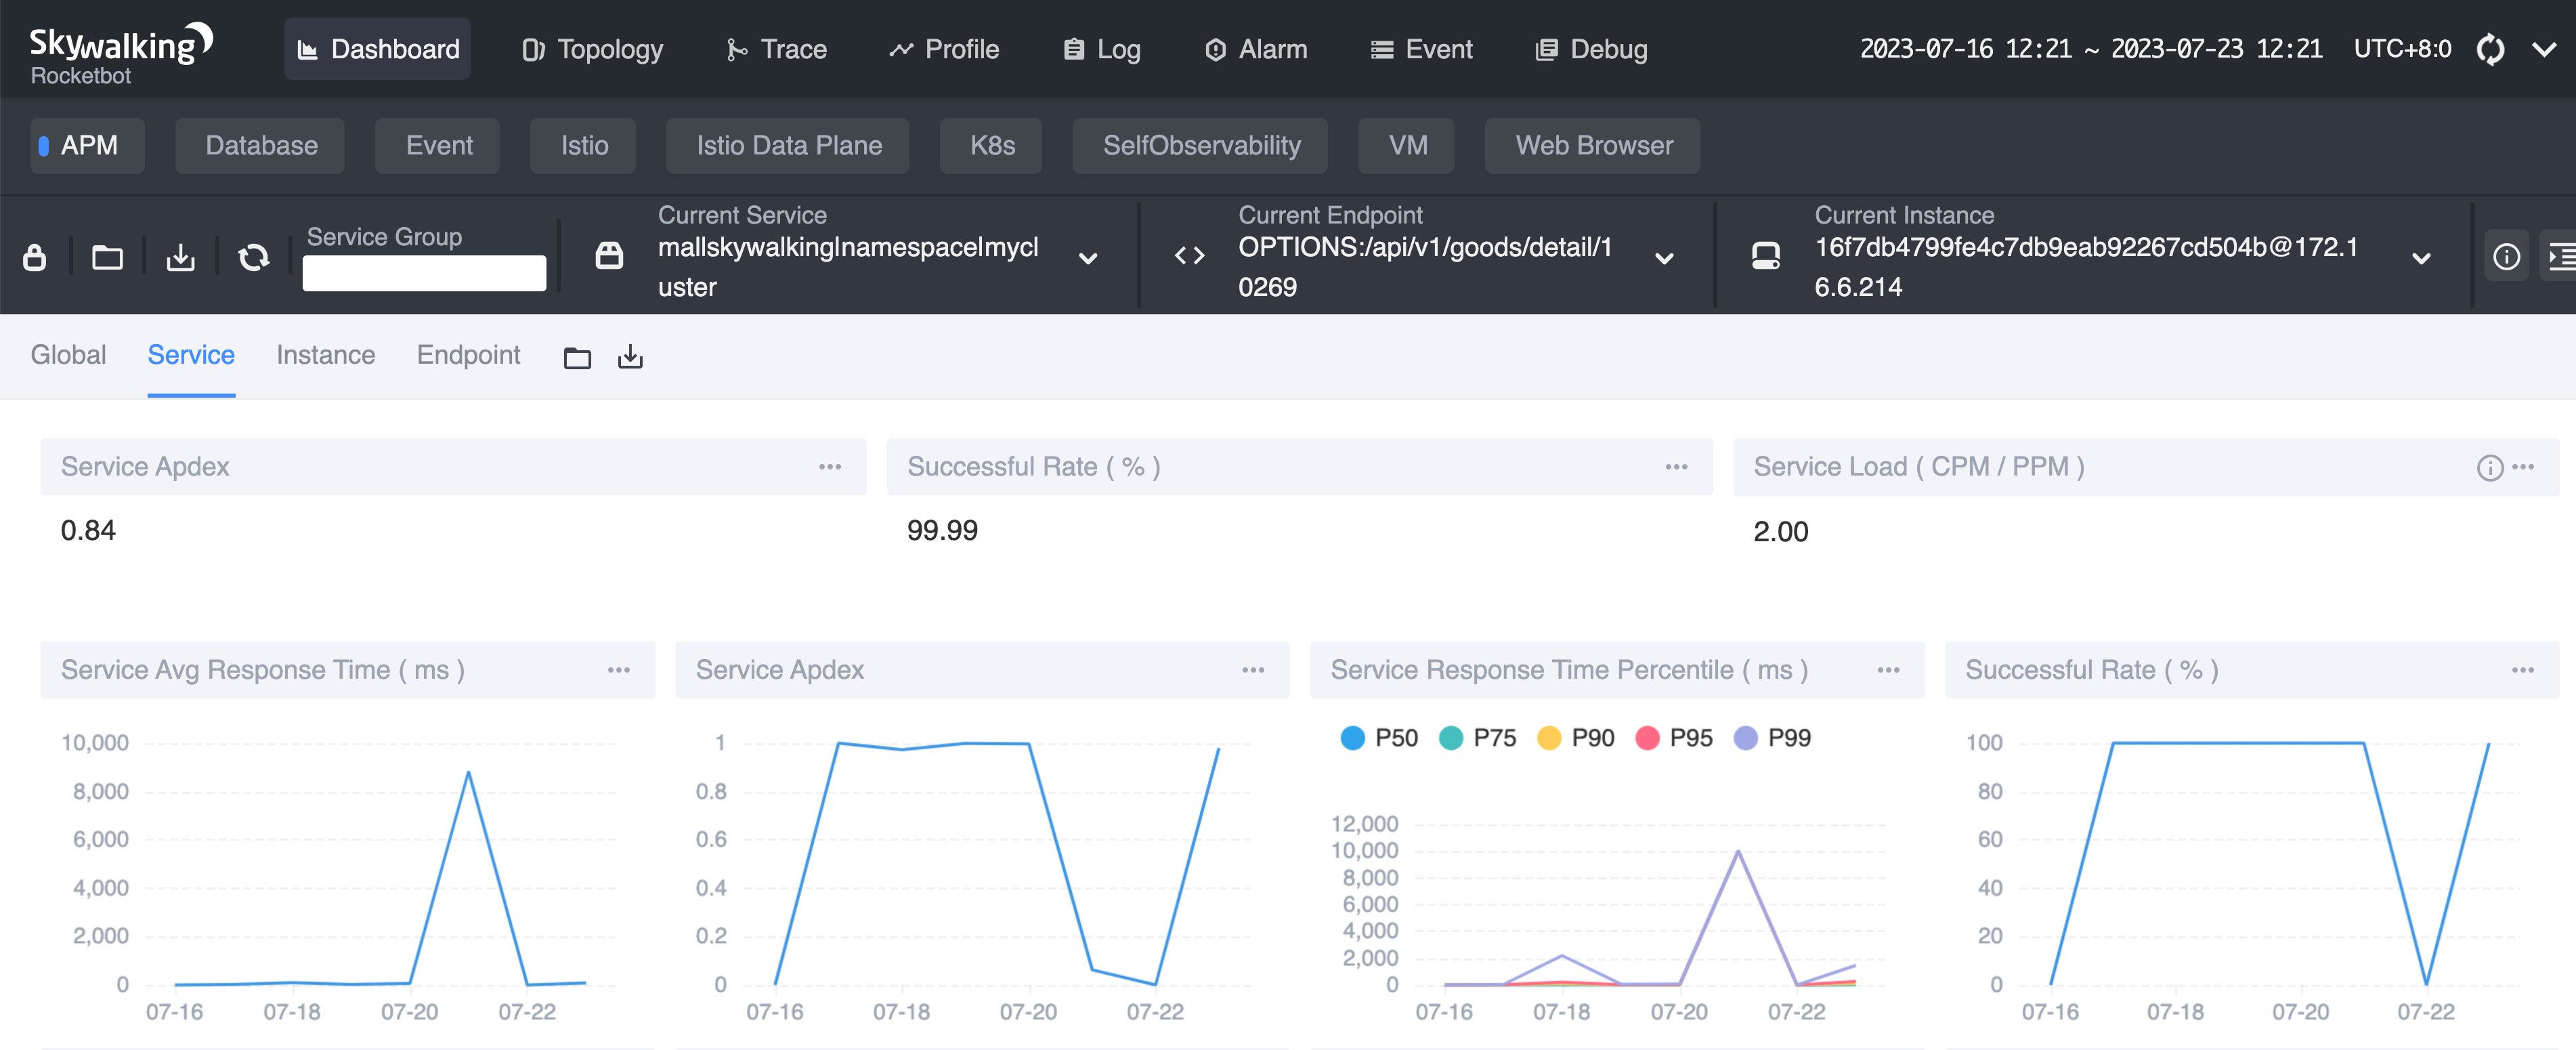 Skywalking
Rocketbot
Dashboard
Topology
Trace
Profile
Log
Alarm
Event
Debug
2023-07-16 12:21 ~ 2023-07-23 12:21
UTC+8:0
APM
Database
Event
Istio
Istio Data Plane
K8s
SelfObservability
VM
Web Browser
Service Group
Current Service
mallskywalking|namespace|mycl
uster
Current Endpoint
OPTIONS:/api/v1/goods/detail/1
0269
Current Instance
16f7db4799fe4c7db9eab92267cd504b@172.1
6.6.214
Global
Service
Instance
Endpoint
Service Apdex
0.84
Successful Rate ( % )
99.99
Service Load ( CPM / PPM )
2.00
Service Avg Response Time ( ms )
10,000
8,000
6,000
4,000
2,000
0
07-16
07-18
07-20
07-22
Service Apdex
1
0.8
0.6
0.4
0.2
0
07-16
07-18
07-20
07-22
Service Response Time Percentile ( ms )
P50
P75
P90
P95
P99
12,000
10,000
8,000
6,000
4,000
2,000
0
07-16
07-18
07-20
07-22
Successful Rate ( % )
100
80
60
40
20
0
07-16
07-18
07-20
07-22